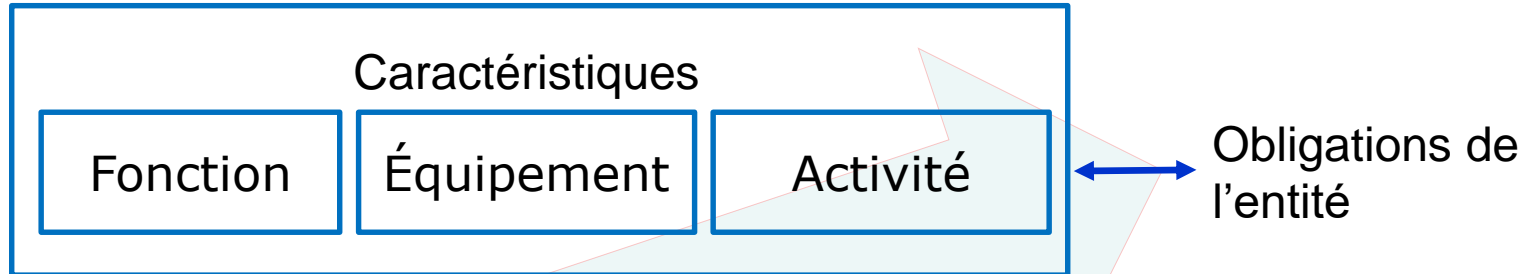 Caractéristiques
Fonction
Équipement
Activité
Obligations de
l’entité